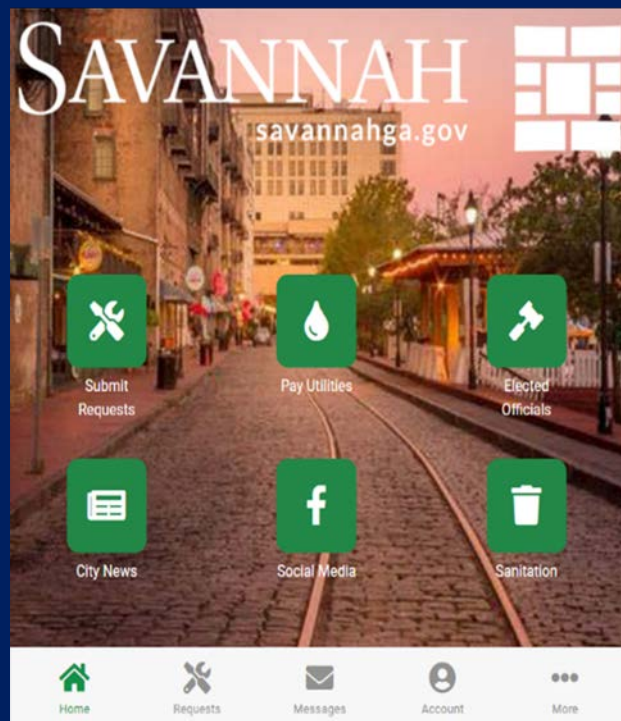 SAVANNAH
savannahga.gov
Submit
Requests
Pay Utilities
Elected
Officials
City News
Social Media
Sanitation
Home
Requests
Messages
Account
More